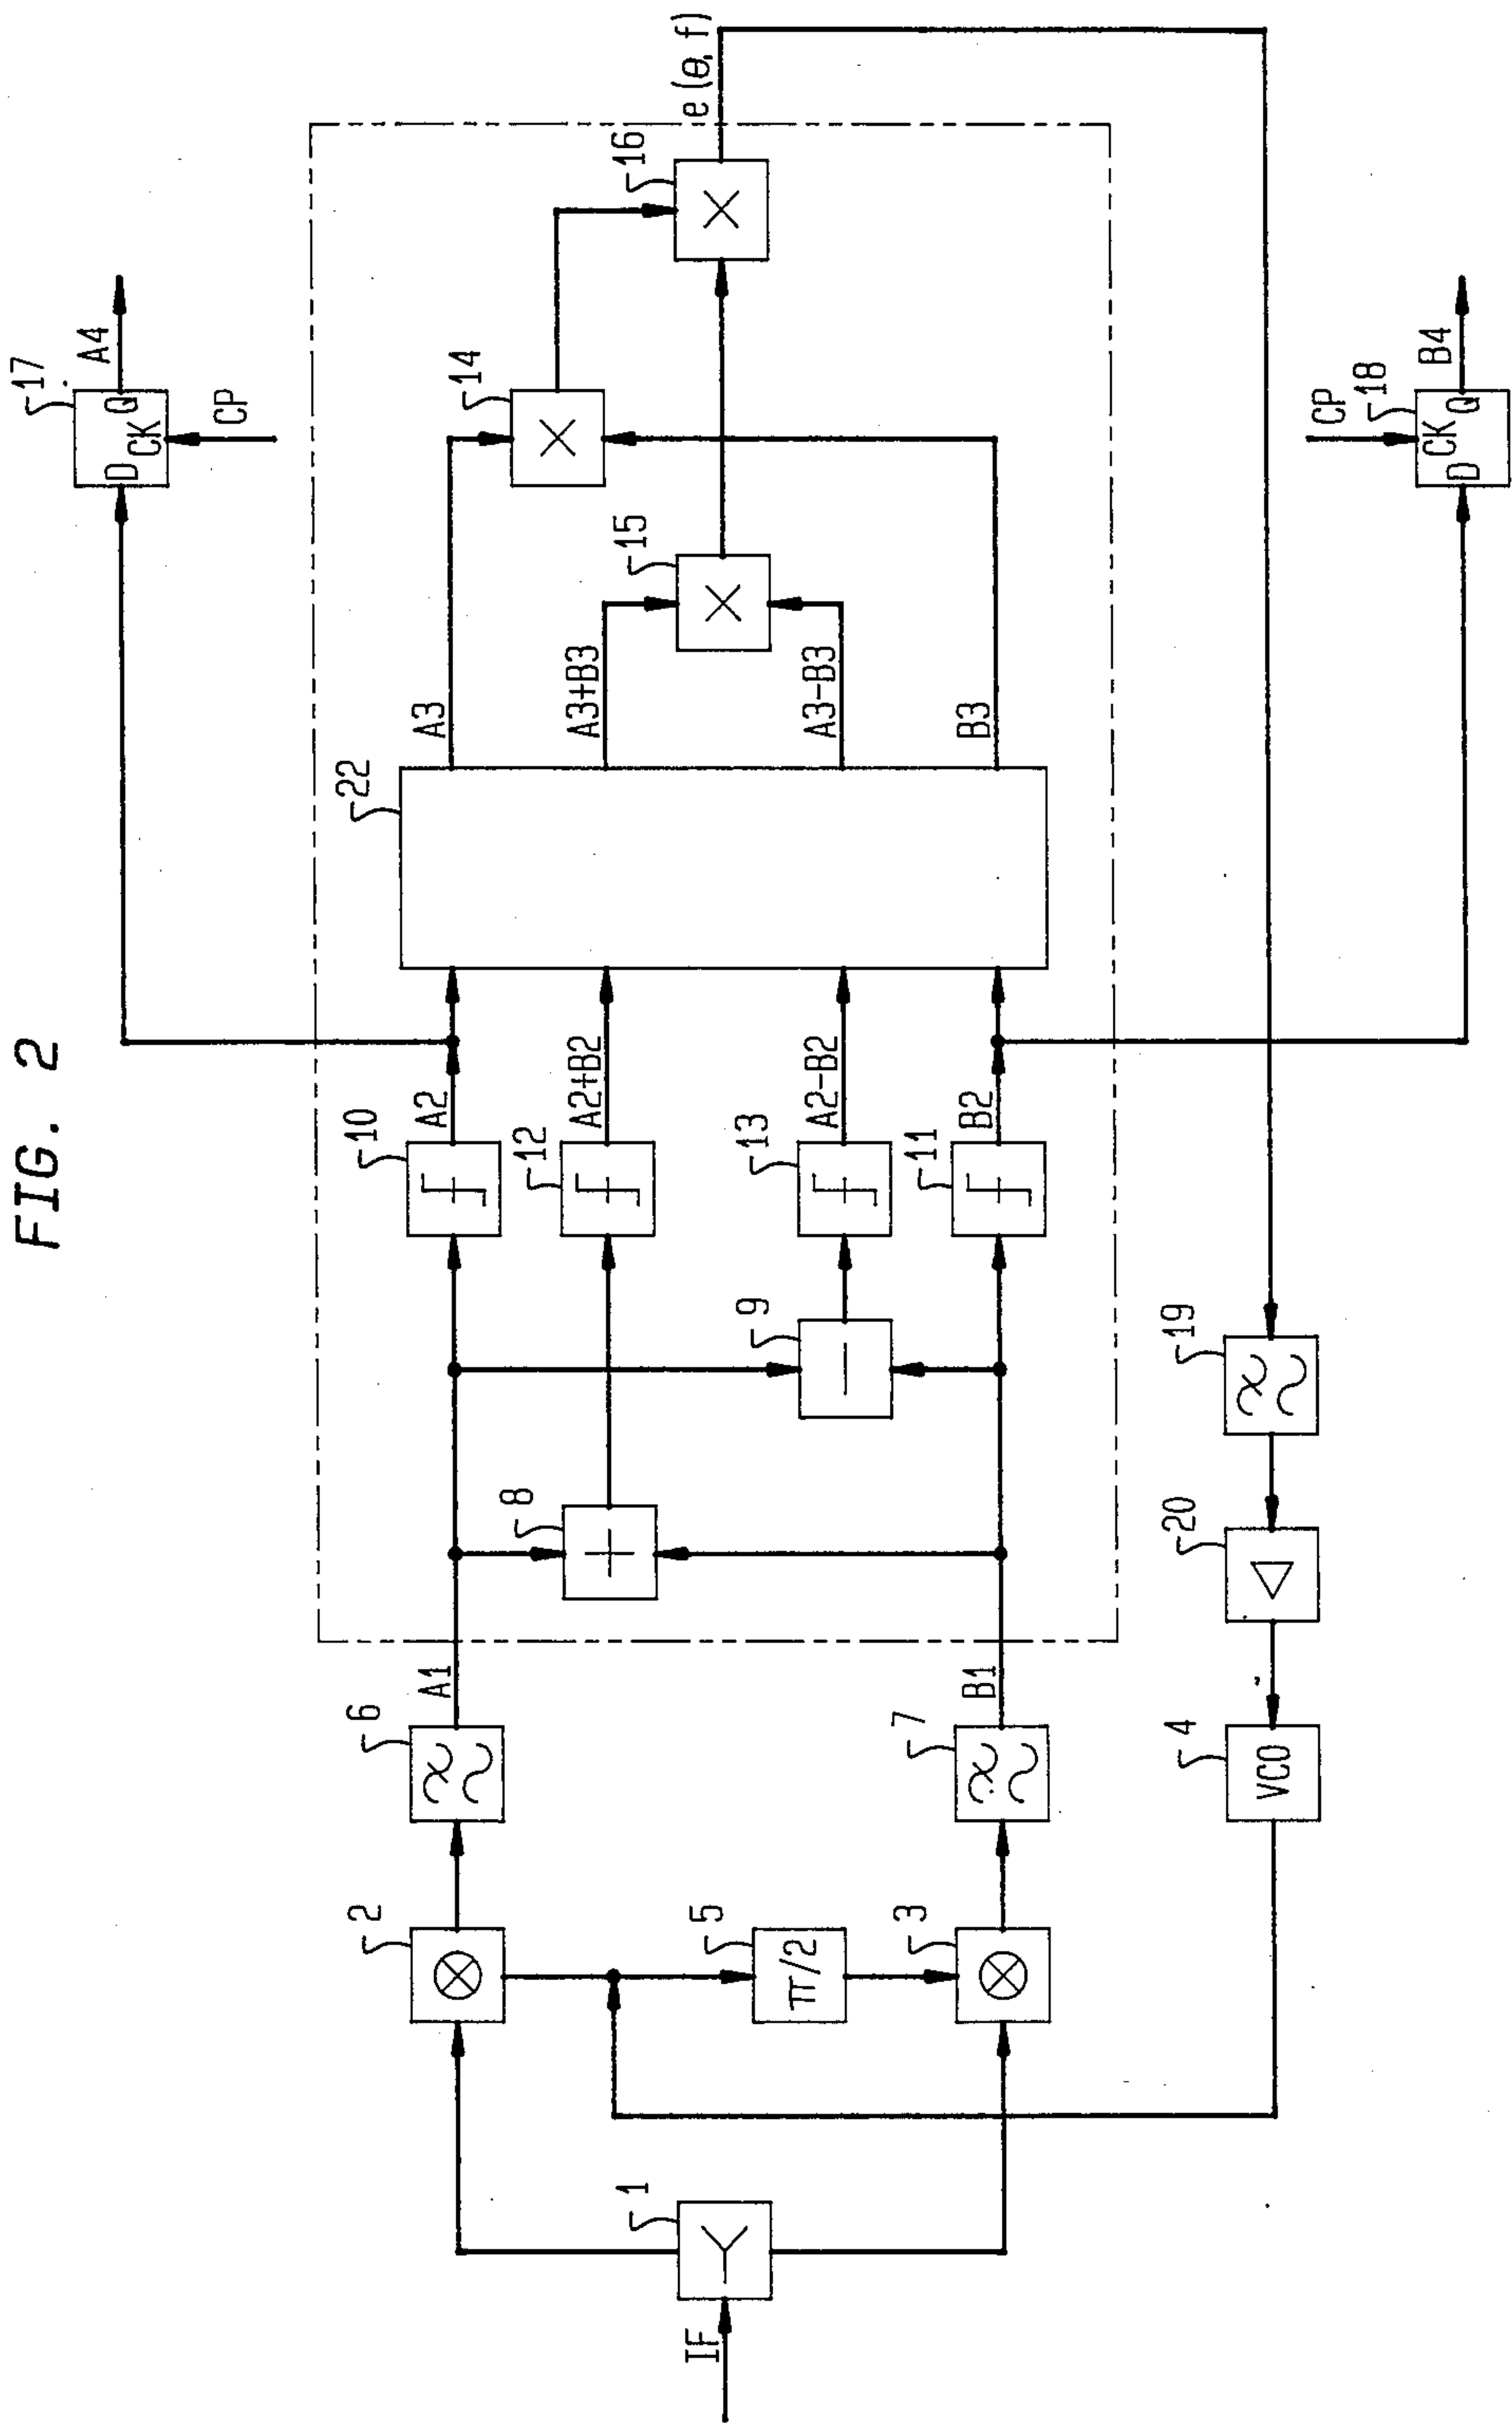 FIG. 2
IF
1
2
3
5
π/2
4
VCO
6
7
A1
B1
8
+
9
−
10
12
13
11
A2
A2+B2
A2-B2
B2
22
A3
A3+B3
A3-B3
B3
15
×
14
×
16
×
e (θ, f)
17
D CK Q
CP
A4
18
D CK Q
CP
B4
19
20